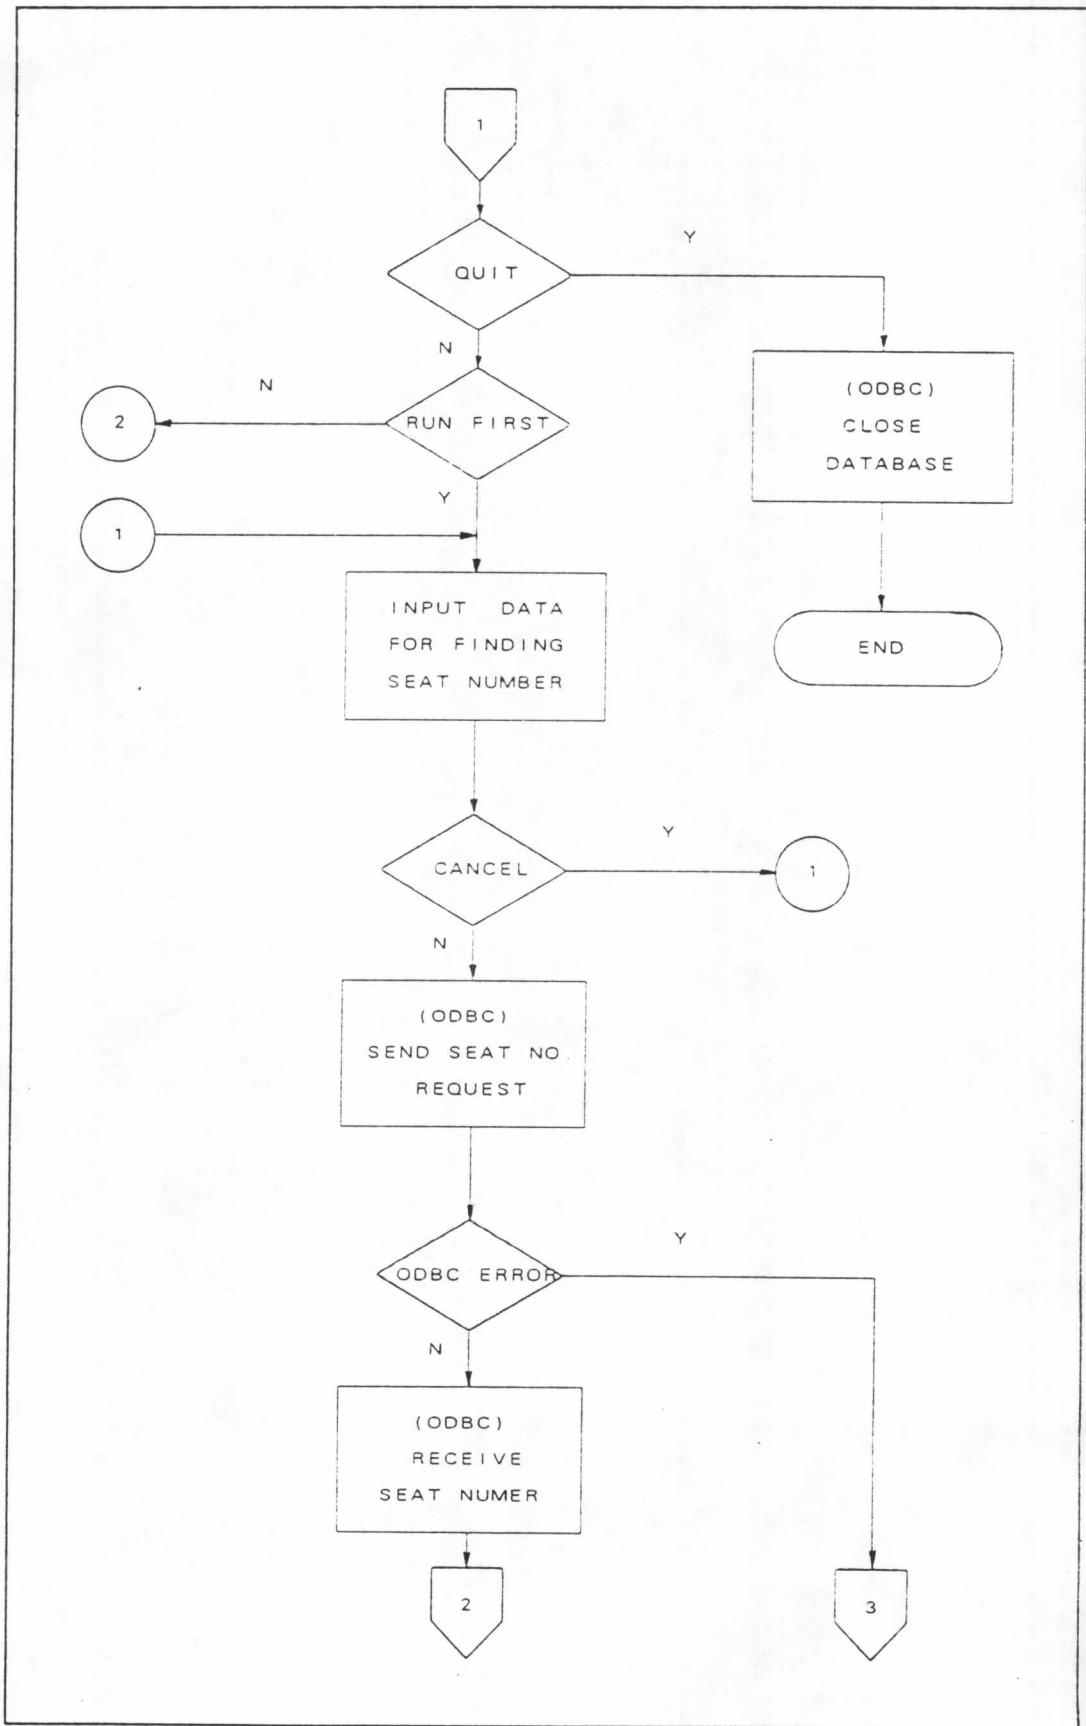 1
QUIT
Y
N
(ODBC)
CLOSE
DATABASE
N
2
RUN FIRST
Y
1
INPUT DATA
FOR FINDING
SEAT NUMBER
END
CANCEL
Y
1
N
(ODBC)
SEND SEAT NO.
REQUEST
ODBC ERROR
Y
N
(ODBC)
RECEIVE
SEAT NUMER
2
3